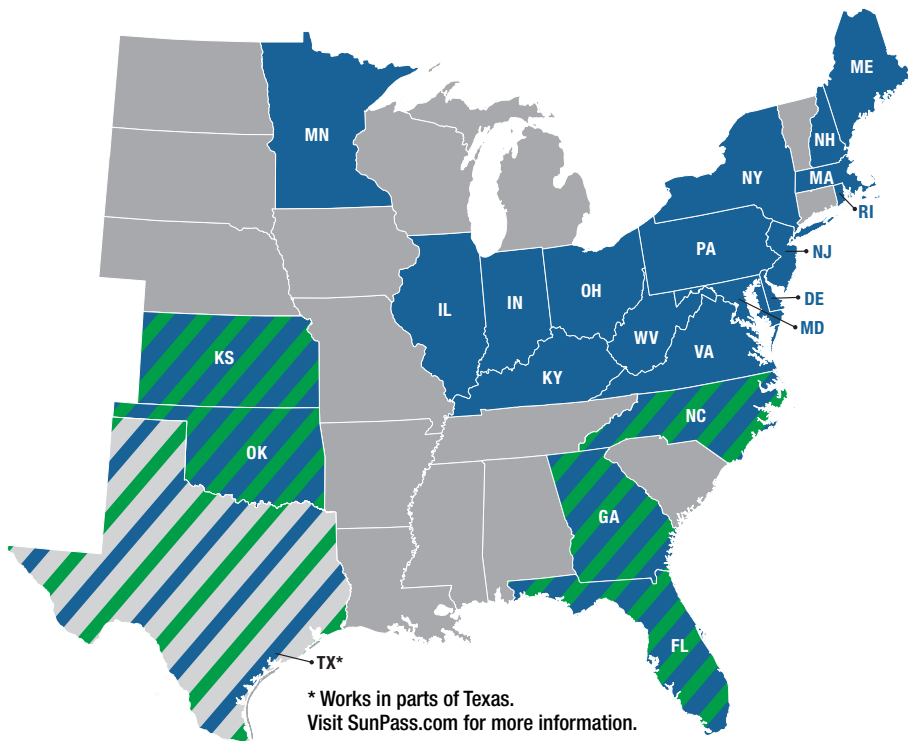 ME
MN
NH
NY
MA
RI
PA
NJ
OH
IL
IN
DE
MD
WV
VA
KS
KY
NC
OK
GA
FL
TX*
* Works in parts of Texas.
Visit SunPass.com for more information.